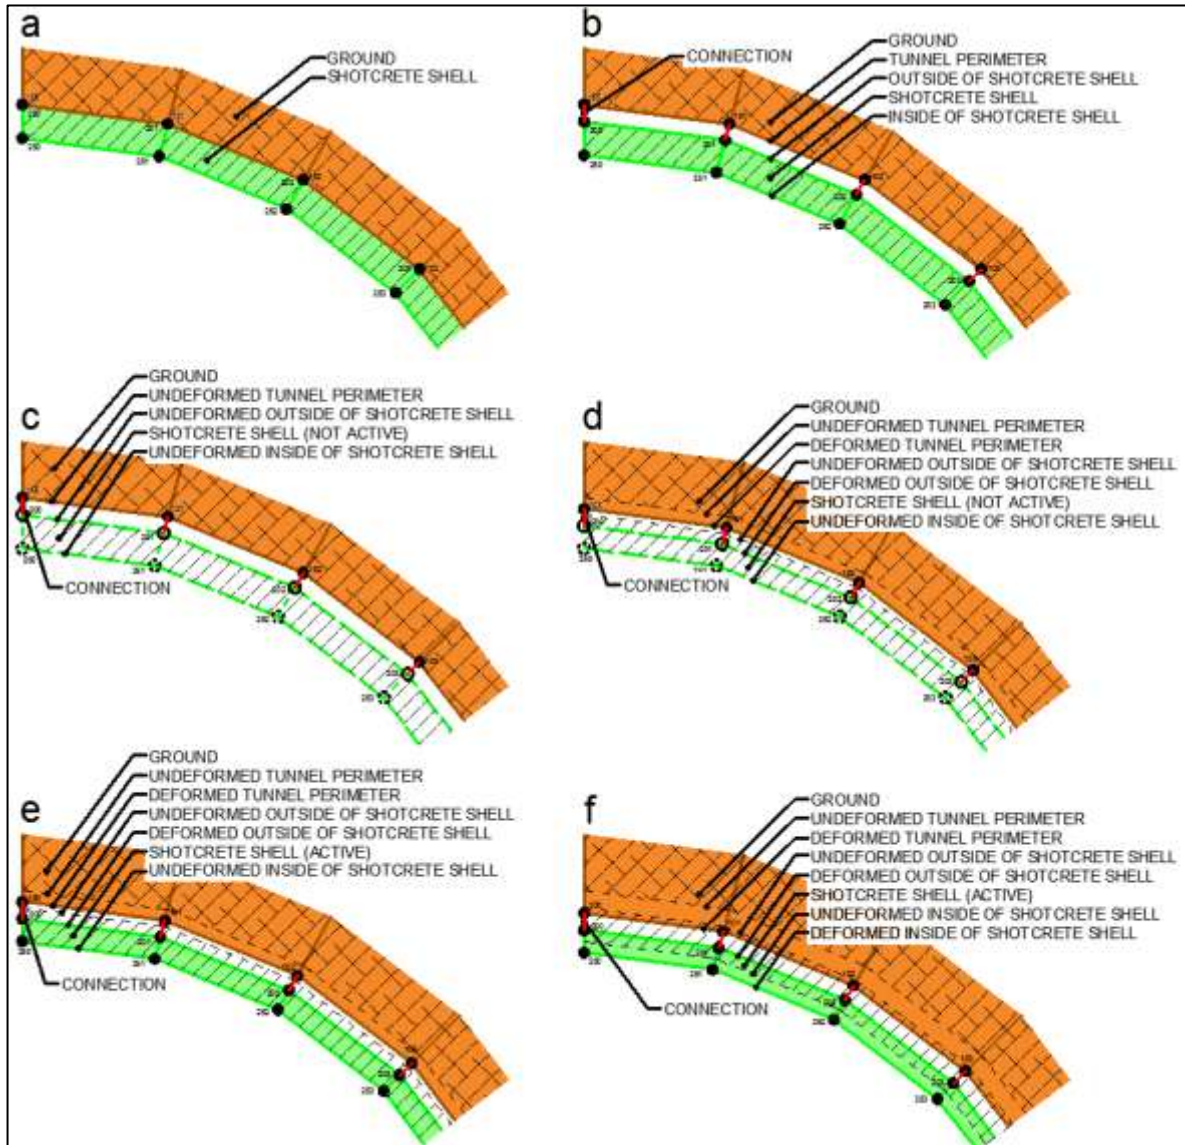 a
GROUND
SHOTCRETE SHELL
b
CONNECTION
GROUND
TUNNEL PERIMETER
OUTSIDE OF SHOTCRETE SHELL
SHOTCRETE SHELL
INSIDE OF SHOTCRETE SHELL
c
GROUND
UNDEFORMED TUNNEL PERIMETER
UNDEFORMED OUTSIDE OF SHOTCRETE SHELL
SHOTCRETE SHELL (NOT ACTIVE)
UNDEFORMED INSIDE OF SHOTCRETE SHELL
CONNECTION
d
GROUND
UNDEFORMED TUNNEL PERIMETER
DEFORMED TUNNEL PERIMETER
UNDEFORMED OUTSIDE OF SHOTCRETE SHELL
DEFORMED OUTSIDE OF SHOTCRETE SHELL
SHOTCRETE SHELL (NOT ACTIVE)
UNDEFORMED INSIDE OF SHOTCRETE SHELL
CONNECTION
e
GROUND
UNDEFORMED TUNNEL PERIMETER
DEFORMED TUNNEL PERIMETER
UNDEFORMED OUTSIDE OF SHOTCRETE SHELL
DEFORMED OUTSIDE OF SHOTCRETE SHELL
SHOTCRETE SHELL (ACTIVE)
UNDEFORMED INSIDE OF SHOTCRETE SHELL
CONNECTION
f
GROUND
UNDEFORMED TUNNEL PERIMETER
DEFORMED TUNNEL PERIMETER
UNDEFORMED OUTSIDE OF SHOTCRETE SHELL
DEFORMED OUTSIDE OF SHOTCRETE SHELL
SHOTCRETE SHELL (ACTIVE)
UNDEFORMED INSIDE OF SHOTCRETE SHELL
DEFORMED INSIDE OF SHOTCRETE SHELL
CONNECTION